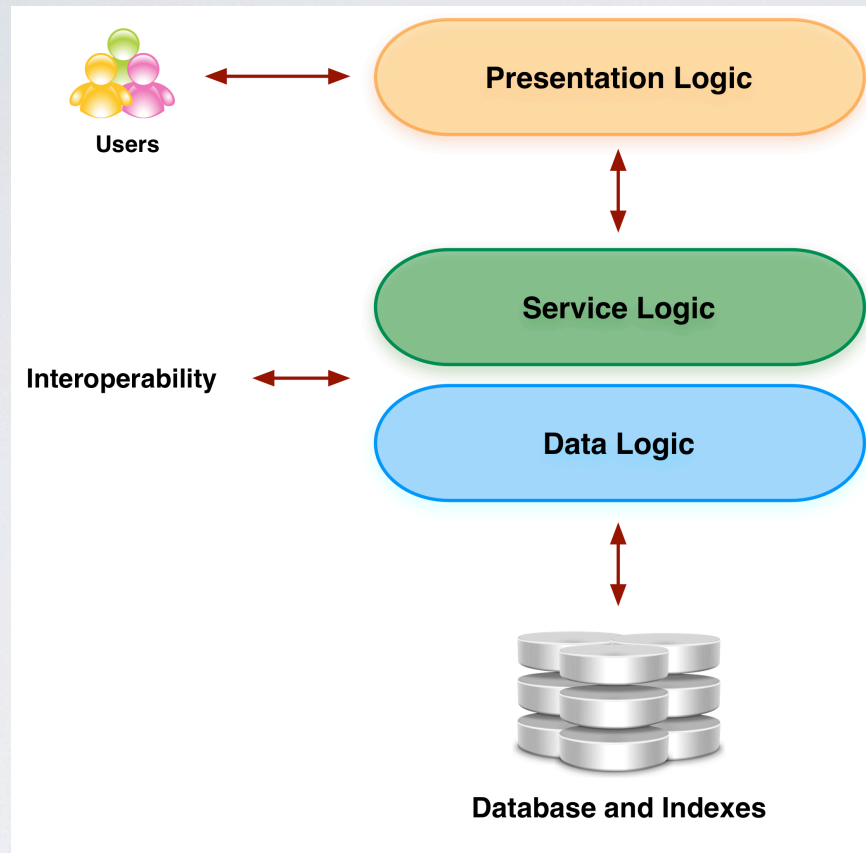 Presentation Logic
Users
Service Logic
Interoperability
Data Logic
Database and Indexes